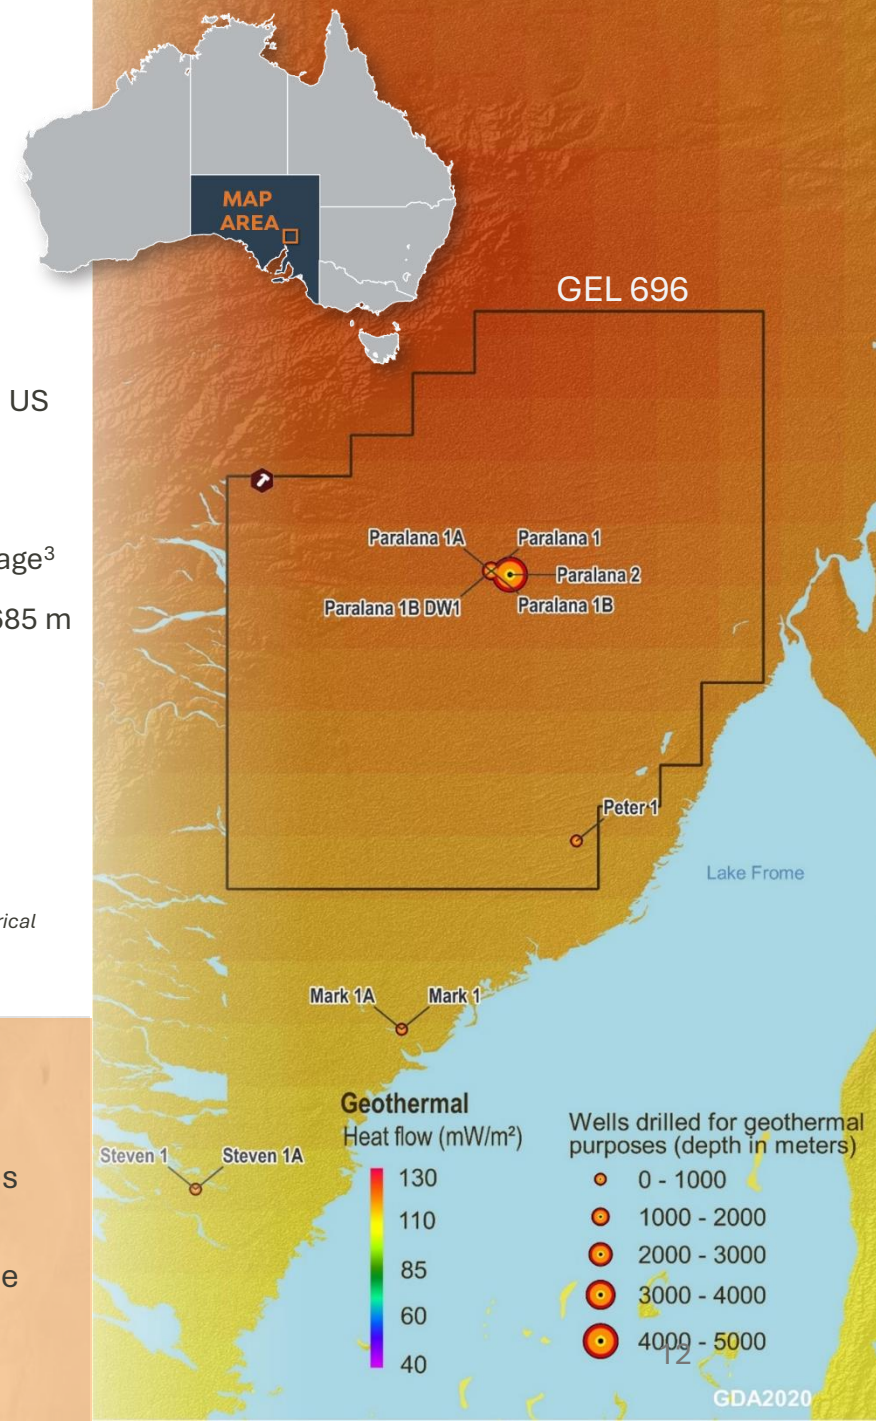 MAP
AREA
GEL 696
US
age³
685 m
Paralana 1A
Paralana 1
Paralana 2
Paralana 1B DW1
Paralana 1B
Peter 1
Lake Frome
rical
Mark 1A
Mark 1
Geothermal
Heat flow (mW/m²)
130
110
85
60
40
Wells drilled for geothermal
purposes (depth in meters)
0 - 1000
1000 - 2000
2000 - 3000
3000 - 4000
4000 - 5000
Steven 1
Steven 1A
s
e
12
GDA2020